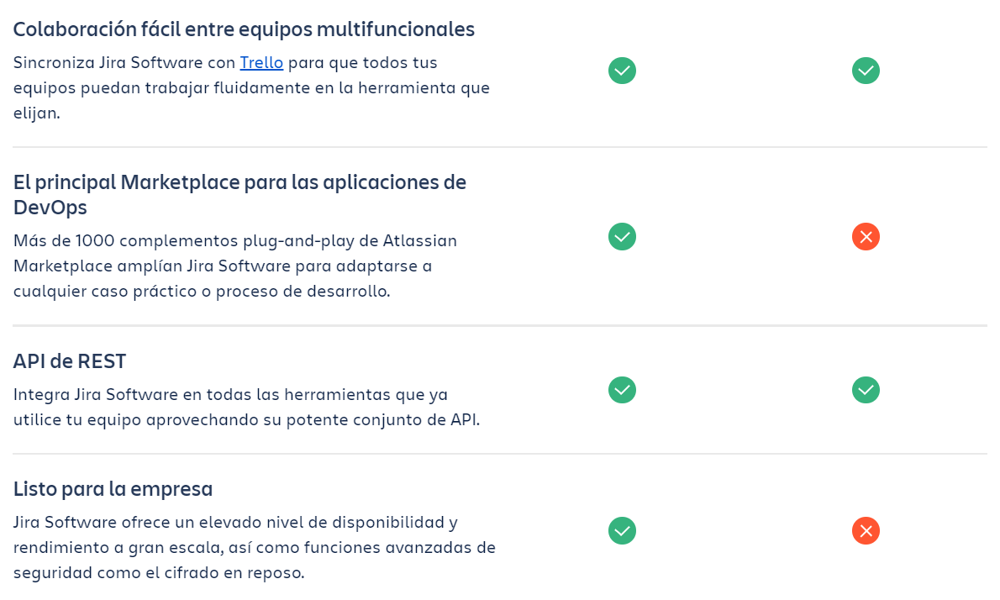 Colaboración fácil entre equipos multifuncionales
Sincroniza Jira Software con Trello para que todos tus
equipos puedan trabajar fluidamente en la herramienta que
elijan.
El principal Marketplace para las aplicaciones de
DevOps
Más de 1000 complementos plug-and-play de Atlassian
Marketplace amplían Jira Software para adaptarse a
cualquier caso práctico o proceso de desarrollo.
API de REST
Integra Jira Software en todas las herramientas que ya
utilice tu equipo aprovechando su potente conjunto de API.
Listo para la empresa
Jira Software ofrece un elevado nivel de disponibilidad y
rendimiento a gran escala, así como funciones avanzadas de
seguridad como el cifrado en reposo.